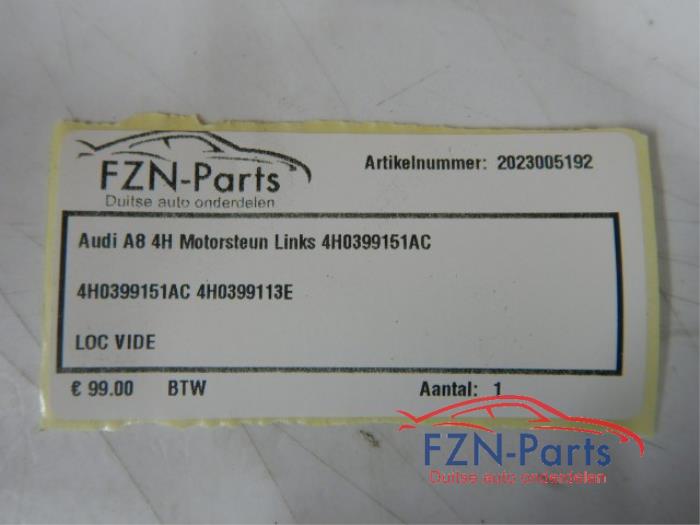 FZN-Parts
Duitse auto onderdelen
Artikelnummer: 2023005192
Audi A8 4H Motorsteun Links 4H0399151AC
4H0399151AC 4H0399113E
LOC VIDE
€ 99.00 BTW Aantal: 1
FZN-Parts
Duitse auto onderdelen